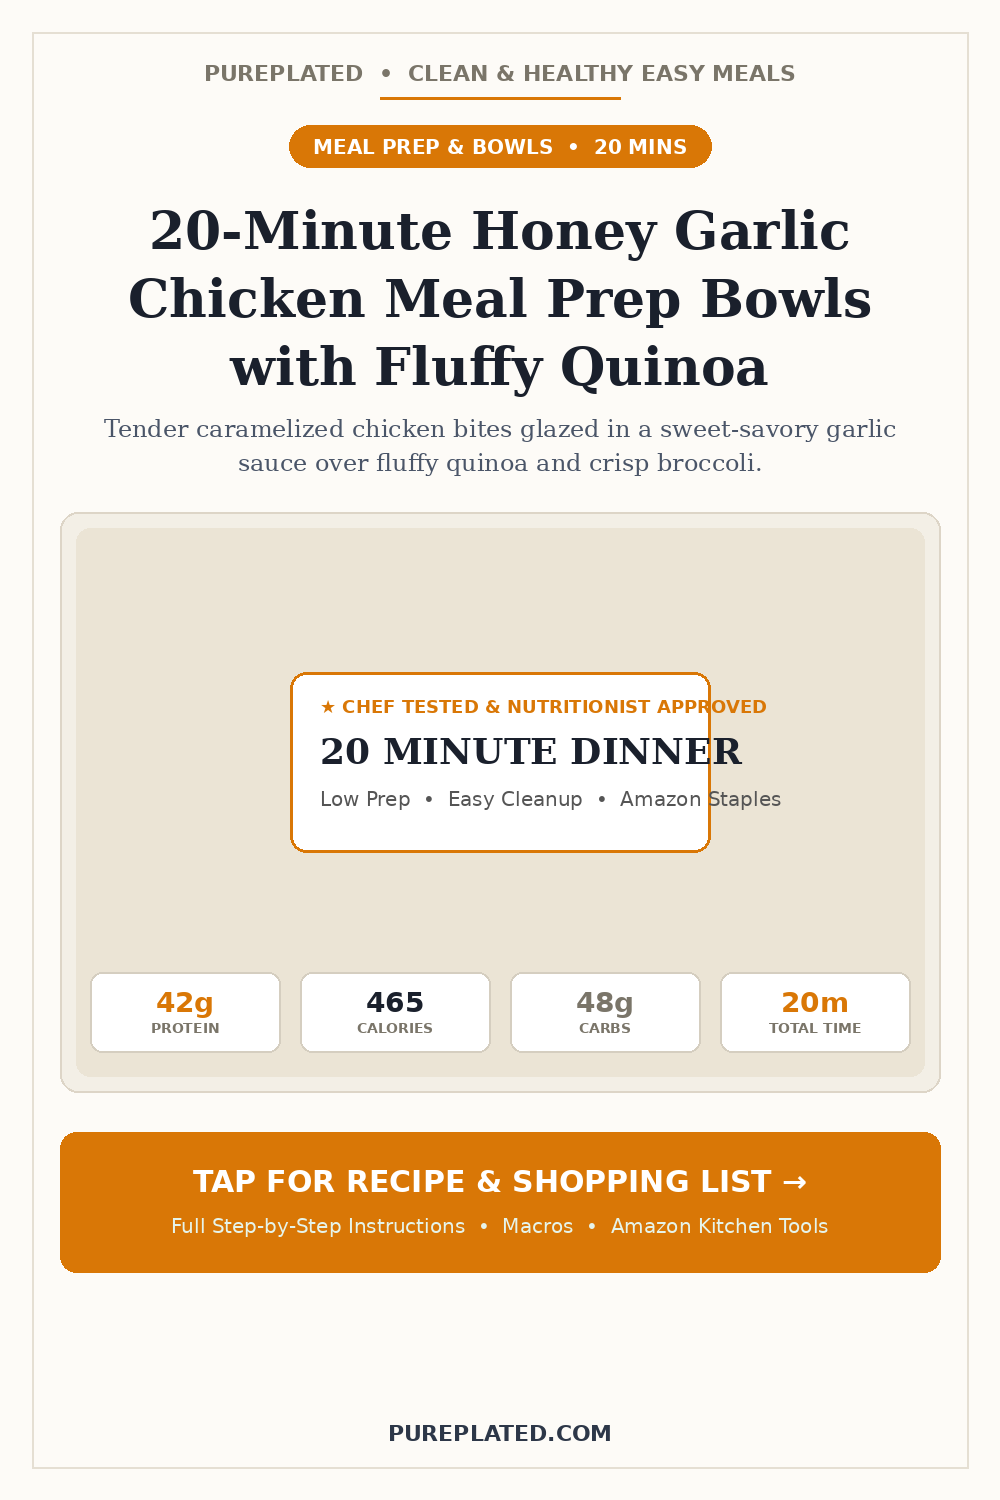 PUREPLATED • CLEAN & HEALTHY EASY MEALS
MEAL PREP & BOWLS • 20 MINS
20-Minute Honey Garlic
Chicken Meal Prep Bowls
with Fluffy Quinoa
Tender caramelized chicken bites glazed in a sweet-savory garlic
sauce over fluffy quinoa and crisp broccoli.
★ CHEF TESTED & NUTRITIONIST APPROVED
20 MINUTE DINNER
Low Prep • Easy Cleanup • Amazon Staples
42g
PROTEIN
465
CALORIES
48g
CARBS
20m
TOTAL TIME
TAP FOR RECIPE & SHOPPING LIST →
Full Step-by-Step Instructions • Macros • Amazon Kitchen Tools
PUREPLATED.COM